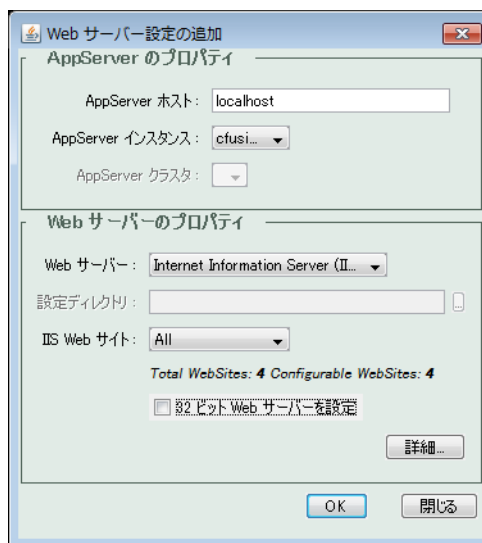 Web サーバー設定の追加
AppServer のプロパティ
AppServer ホスト : localhost
AppServer インスタンス : cfusi...
AppServer クラスタ :
Web サーバーのプロパティ
Web サーバー : Internet Information Server (II...
設定ディレクトリ : ...
IIS Web サイト : All
Total WebSites: 4 Configurable WebSites: 4
32 ビット Web サーバーを設定
詳細...
OK 閉じる